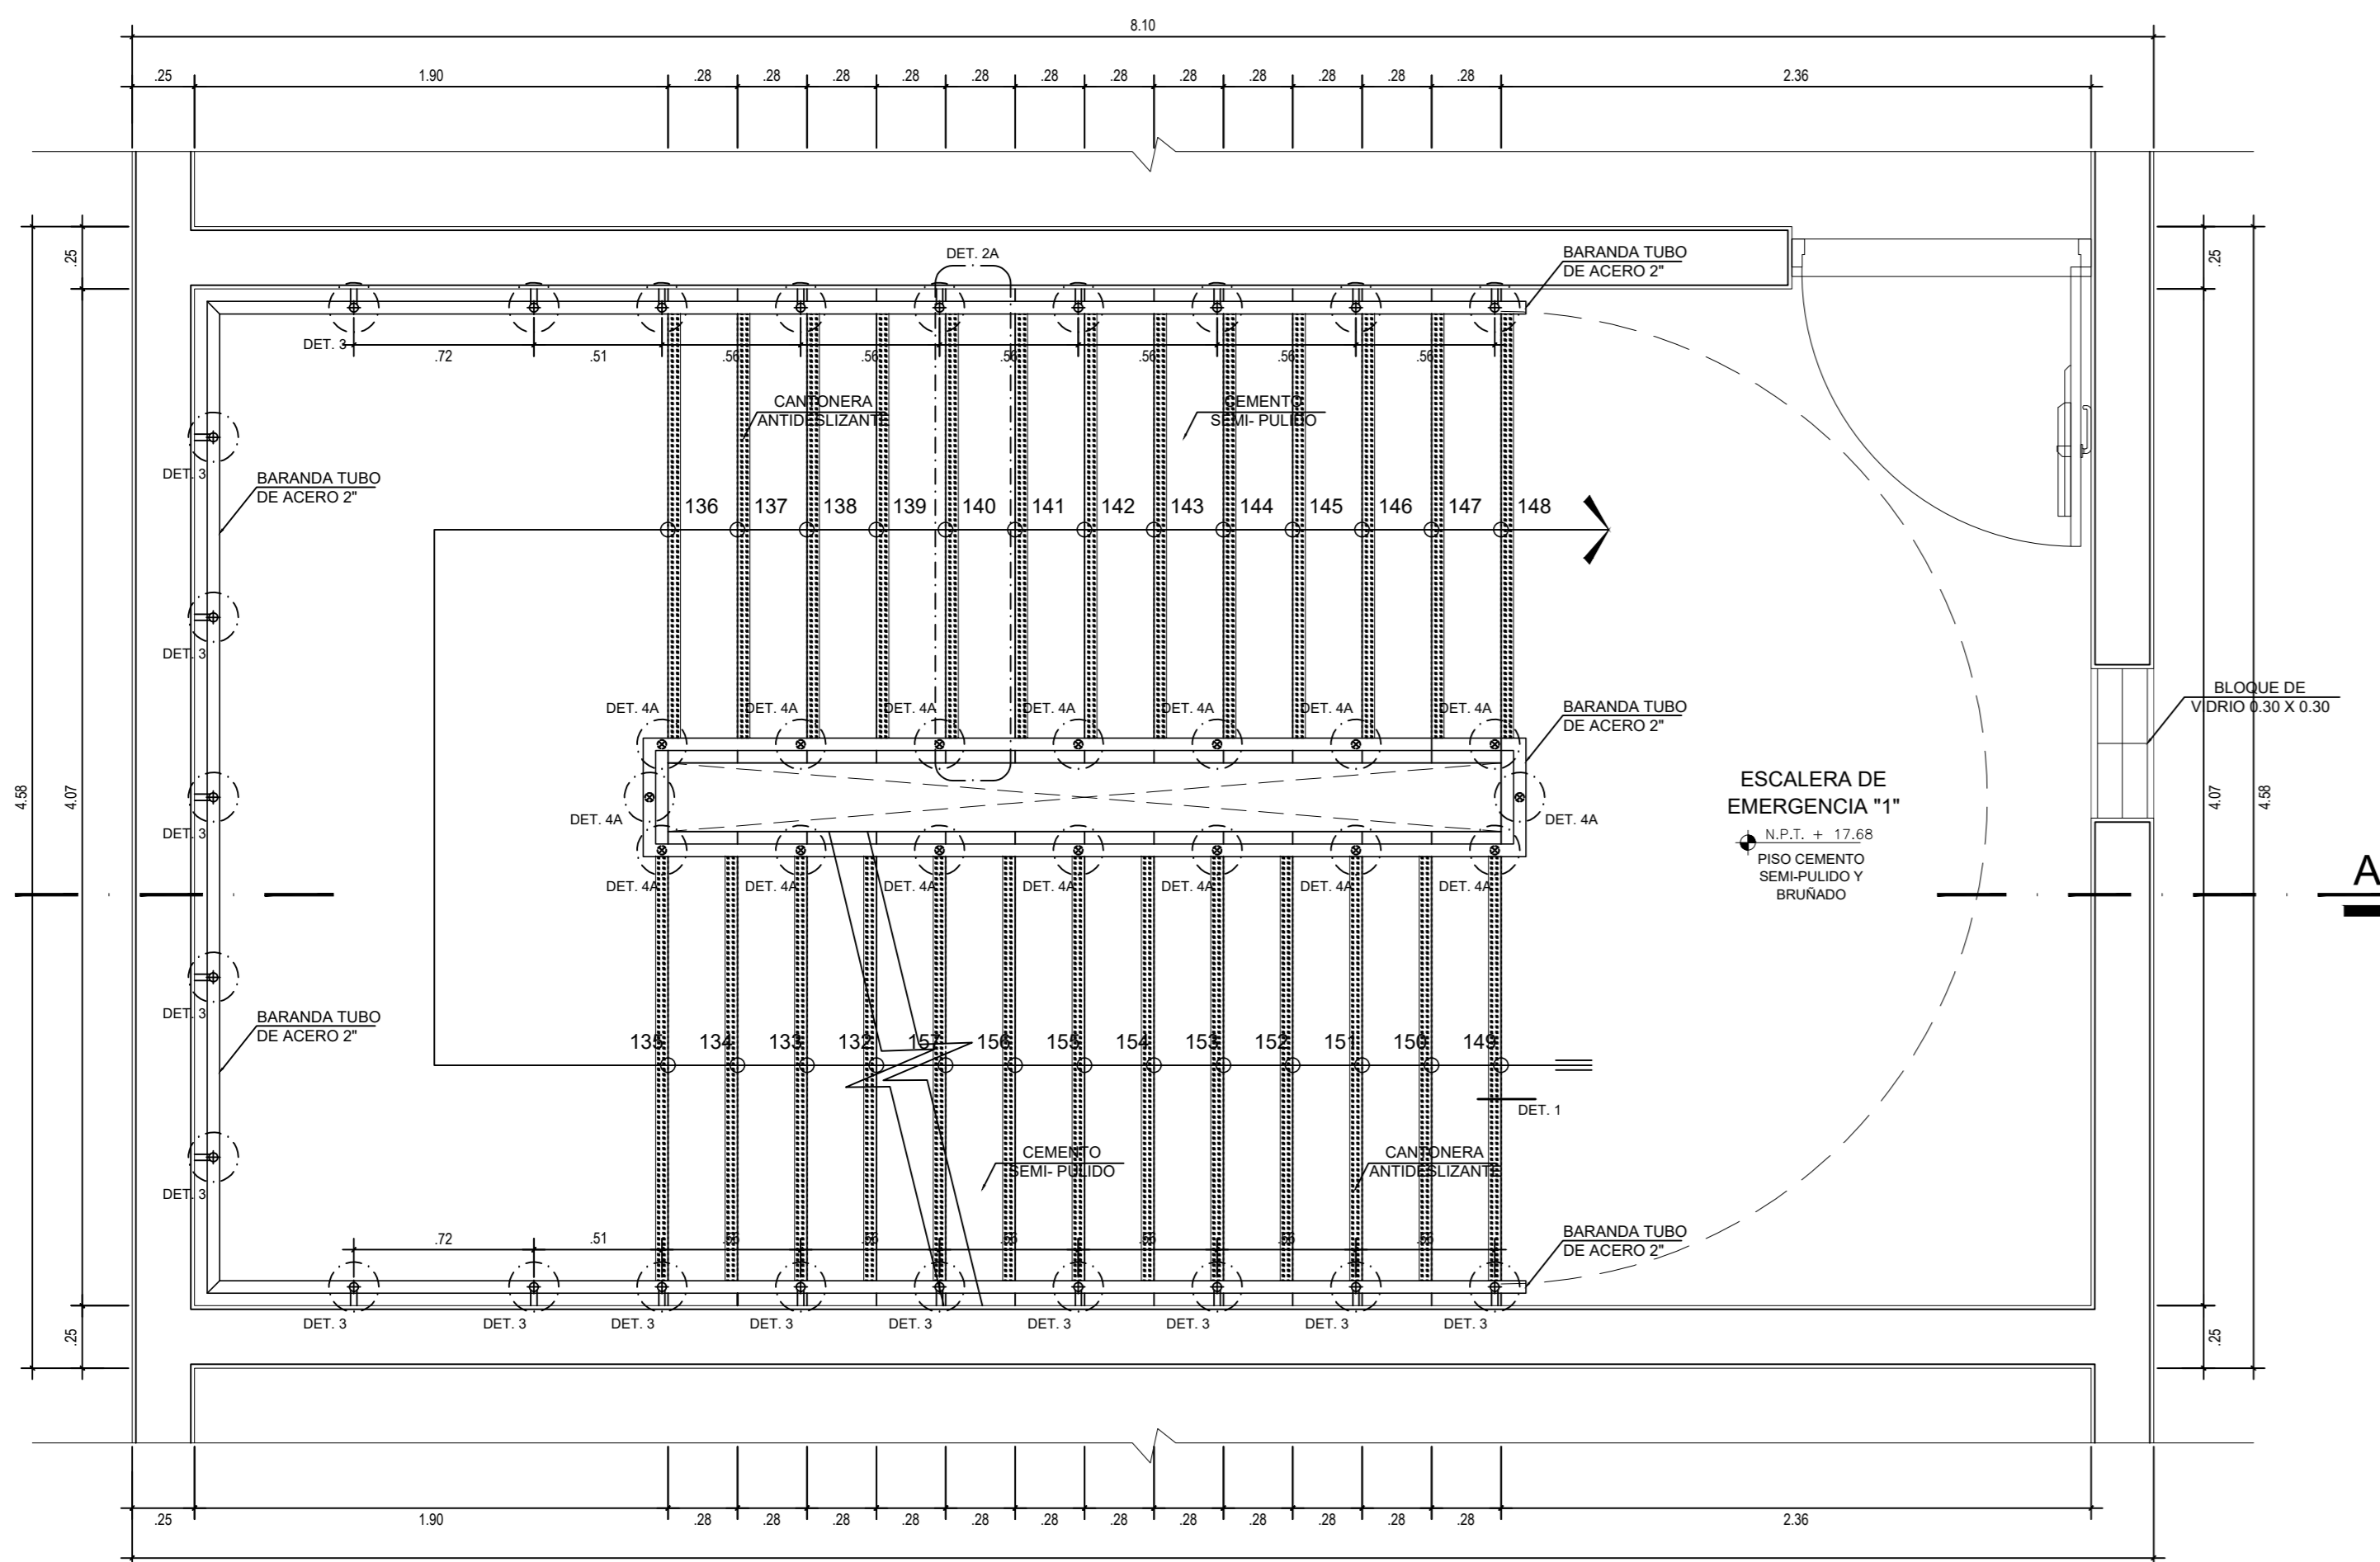 8.10
.25 1.90 .28 .28 .28 .28 .28 .28 .28 .28 .28 .28 .28 .28 2.36
.25 .25
DET. 2A
BARANDA TUBO
DE ACERO 2"
DET. 3
.72 .51 .56 .56 .56 .56 .56 .56
CANTONERA
ANTIDESLIZANTE
CEMENTO
SEMI- PULIDO
DET. 3
BARANDA TUBO
DE ACERO 2"
136 137 138 139 140 141 142 143 144 145 146 147 148
DET. 3
BLOQUE DE
VIDRIO 0.30 X 0.30
DET. 4A DET. 4A DET. 4A DET. 4A DET. 4A DET. 4A DET. 4A
BARANDA TUBO
DE ACERO 2"
ESCALERA DE
EMERGENCIA "1"
4.58 4.07 4.07 4.58
DET. 4A DET. 4A
DET. 3
N.P.T. + 17.68
PISO CEMENTO
SEMI-PULIDO Y
BRUÑADO
A
DET. 4A DET. 4A DET. 4A DET. 4A DET. 4A DET. 4A DET. 4A
DET. 3
BARANDA TUBO
DE ACERO 2"
135 134 133 132 157 156 155 154 153 152 151 150 149
DET. 1
CEMENTO
SEMI- PULIDO
CANTONERA
ANTIDESLIZANTE
DET. 3
.72 .51
BARANDA TUBO
DE ACERO 2"
DET. 3 DET. 3 DET. 3 DET. 3 DET. 3 DET. 3 DET. 3 DET. 3 DET. 3
.25 .25
.25 1.90 .28 .28 .28 .28 .28 .28 .28 .28 .28 .28 .28 .28 2.36